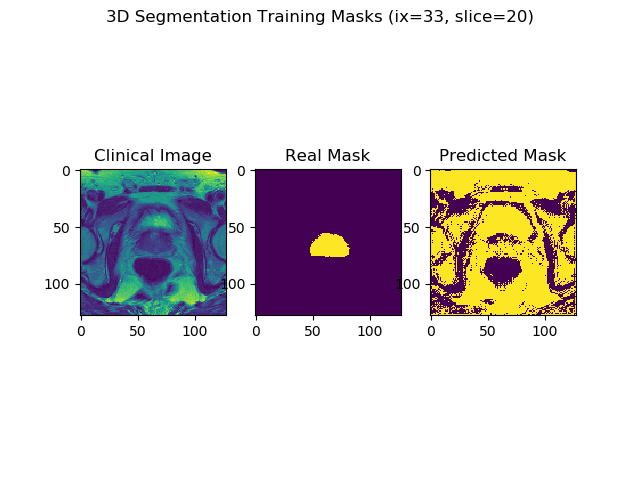 3D Segmentation Training Masks (ix=33, slice=20)
Clinical Image Real Mask Predicted Mask
0 0 0
50 50 50
100 100 100
0 50 100 0 50 100 0 50 100